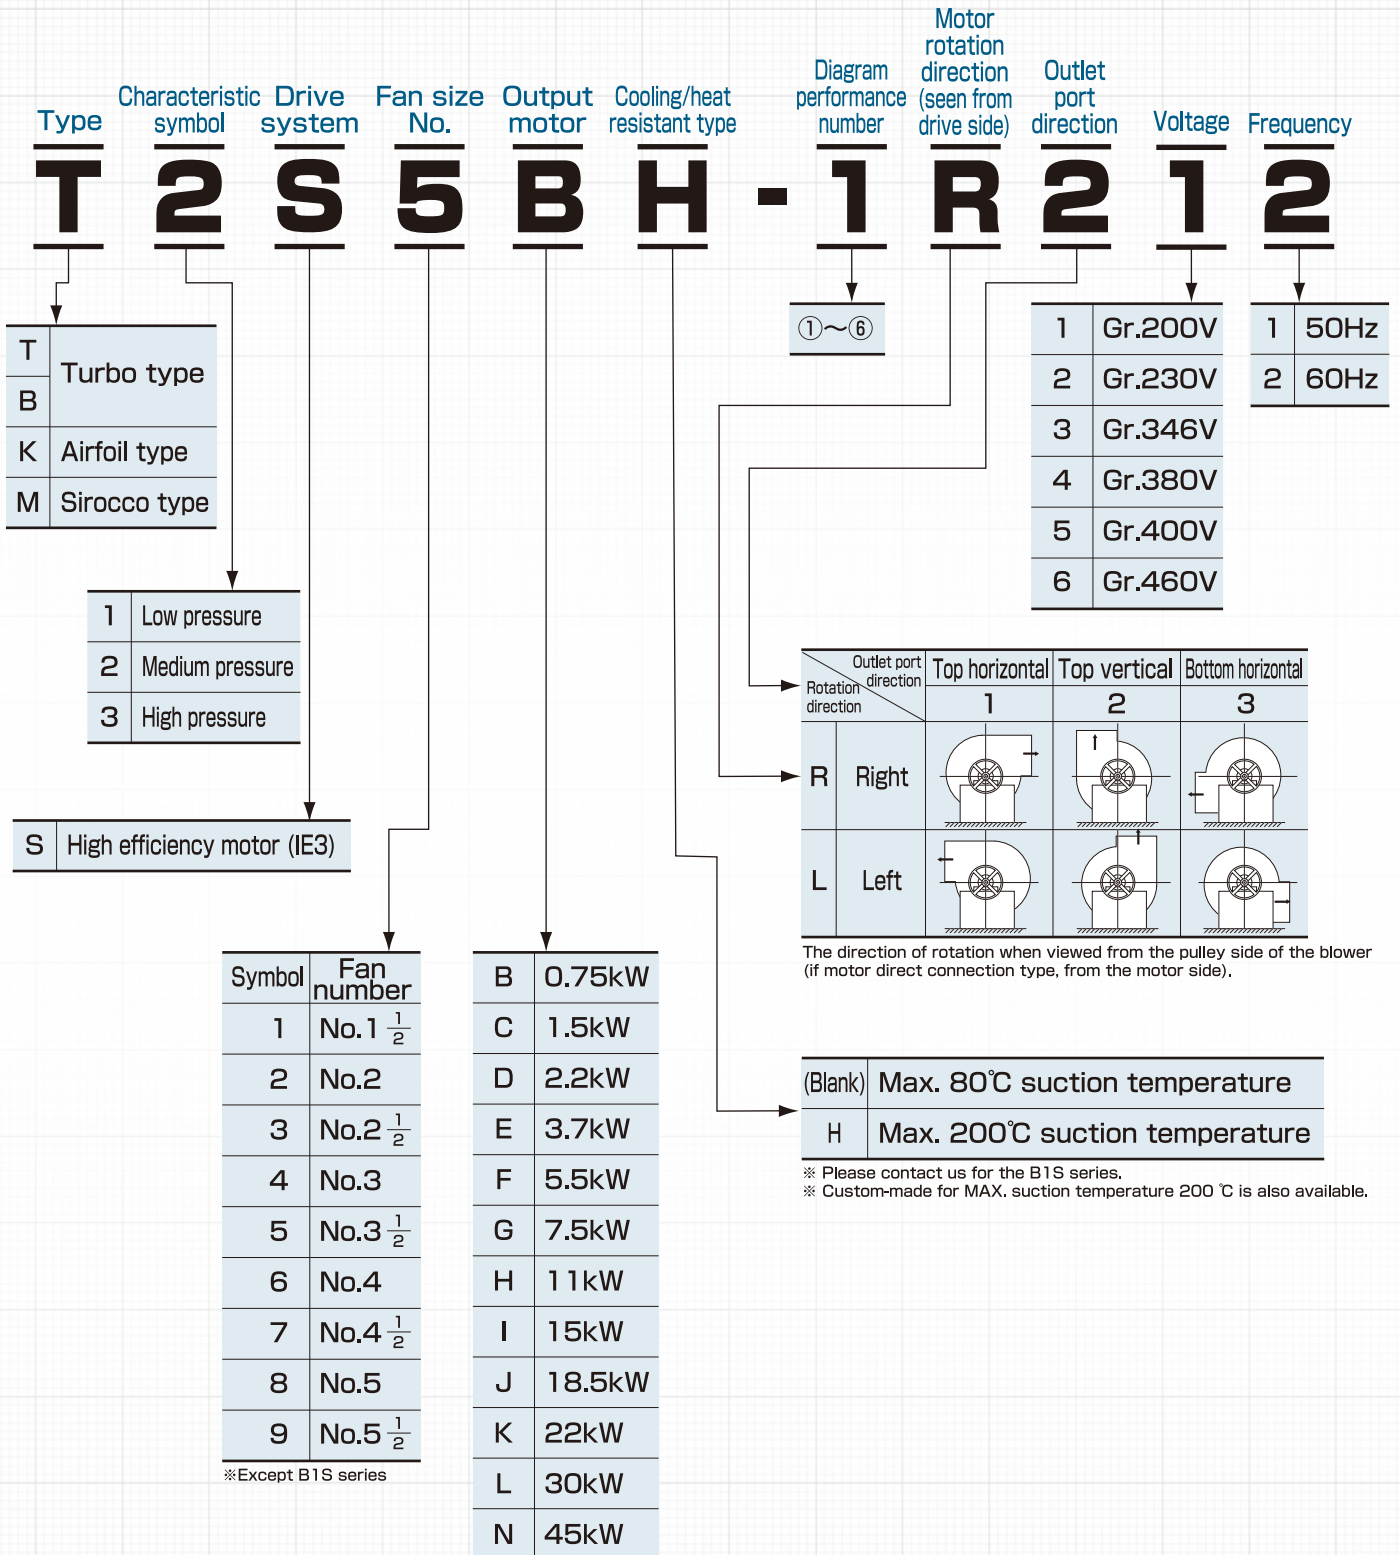 Type
Characteristic
symbol
Drive
system
Fan size
No.
Output
motor
Cooling/heat
resistant type
Diagram
performance
number
Motor
rotation
direction
(seen from
drive side)
Outlet
port
direction
Voltage
Frequency
T 2 S 5 B H - 1 R 2 1 2
T
B
Turbo type
K Airfoil type
M Sirocco type
1 Low pressure
2 Medium pressure
3 High pressure
S High efficiency motor (IE3)
Symbol Fan
number
1 No.1 1/2
2 No.2
3 No.2 1/2
4 No.3
5 No.3 1/2
6 No.4
7 No.4 1/2
8 No.5
9 No.5 1/2
※Except B1S series
B 0.75kW
C 1.5kW
D 2.2kW
E 3.7kW
F 5.5kW
G 7.5kW
H 11kW
I 15kW
J 18.5kW
K 22kW
L 30kW
N 45kW
①～⑥
1 Gr.200V
2 Gr.230V
3 Gr.346V
4 Gr.380V
5 Gr.400V
6 Gr.460V
1 50Hz
2 60Hz
Outlet port
direction
Rotation
direction
Top horizontal Top vertical Bottom horizontal
1 2 3
R Right
L Left
The direction of rotation when viewed from the pulley side of the blower
(if motor direct connection type, from the motor side).
(Blank) Max. 80℃ suction temperature
H Max. 200℃ suction temperature
※ Please contact us for the B1S series.
※ Custom-made for MAX. suction temperature 200 ℃ is also available.